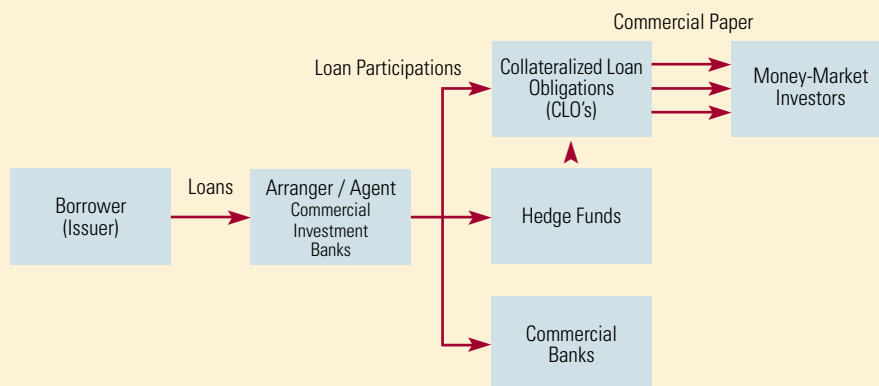 Commercial Paper
Loan Participations
Collateralized Loan
Obligations
(CLO's)
Money-Market
Investors
Borrower
(Issuer)
Loans
Arranger / Agent
Commercial
Investment
Banks
Hedge Funds
Commercial
Banks